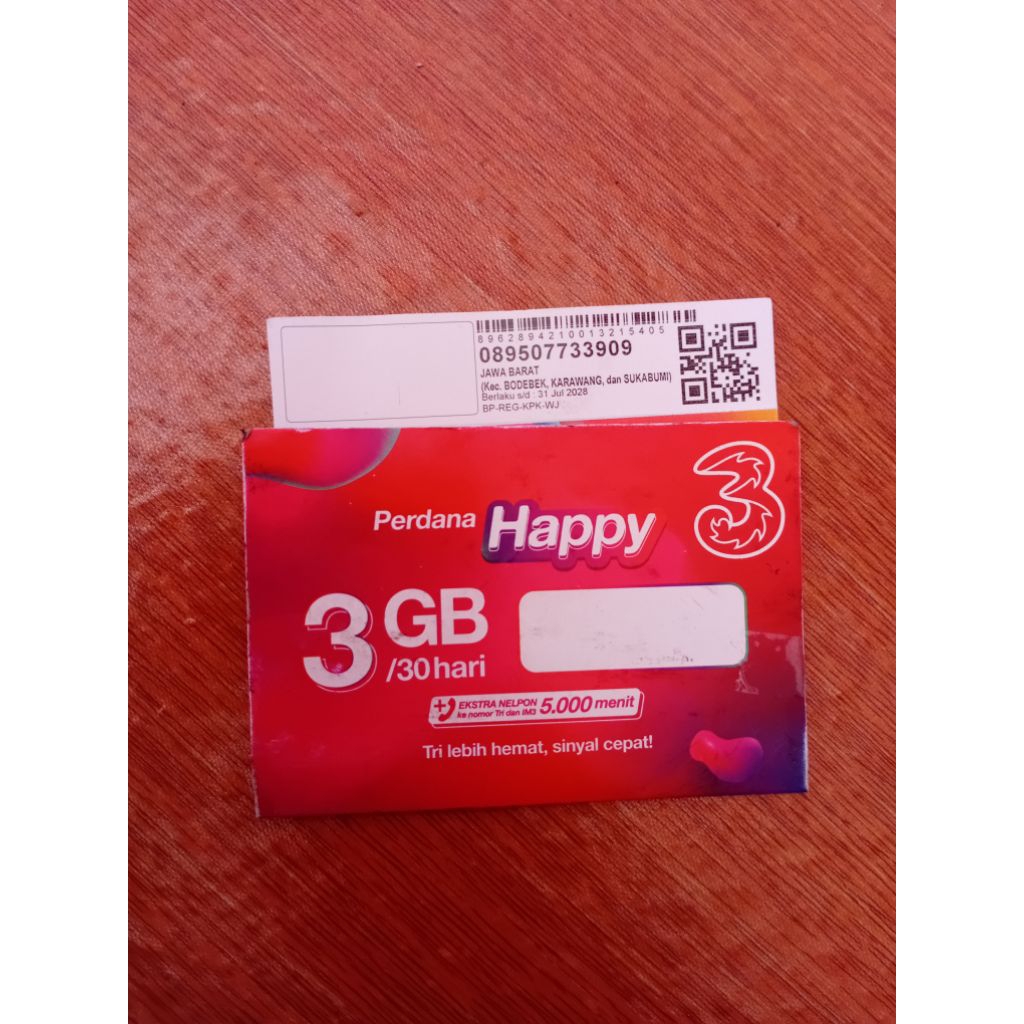 8962894210013215405
089507733909
JAWA BARAT
(Kec. BODEBEK, KARAWANG, dan SUKABUMI)
Berlaku s/d : 31 Jul 2028
BP-REG-KPK-WJ
3
Perdana Happy
3 GB
/30 hari
EKSTRA NELPON
ke nomor Tri dan IM3
5.000 menit
Tri lebih hemat, sinyal cepat!